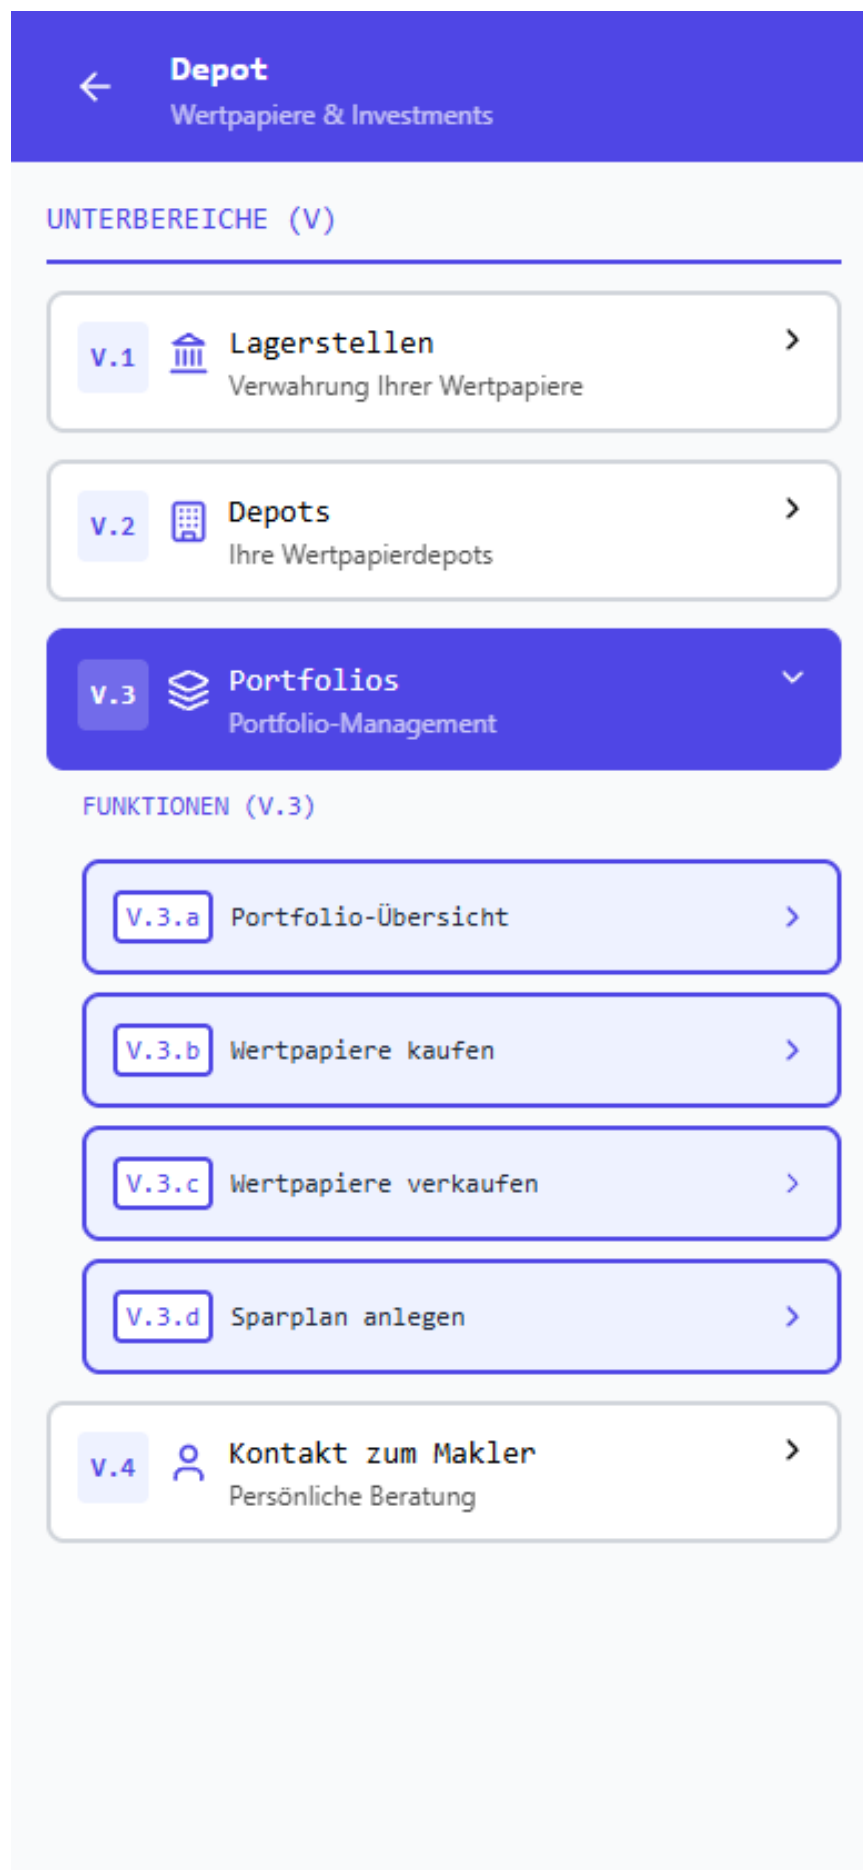 Depot
Wertpapiere & Investments
UNTERBEREICHE (V)
V.1
Lagerstellen
Verwahrung Ihrer Wertpapiere
V.2
Depots
Ihre Wertpapierdepots
V.3
Portfolios
Portfolio-Management
FUNKTIONEN (V.3)
V.3.a Portfolio-Übersicht
V.3.b Wertpapiere kaufen
V.3.c Wertpapiere verkaufen
V.3.d Sparplan anlegen
V.4
Kontakt zum Makler
Persönliche Beratung